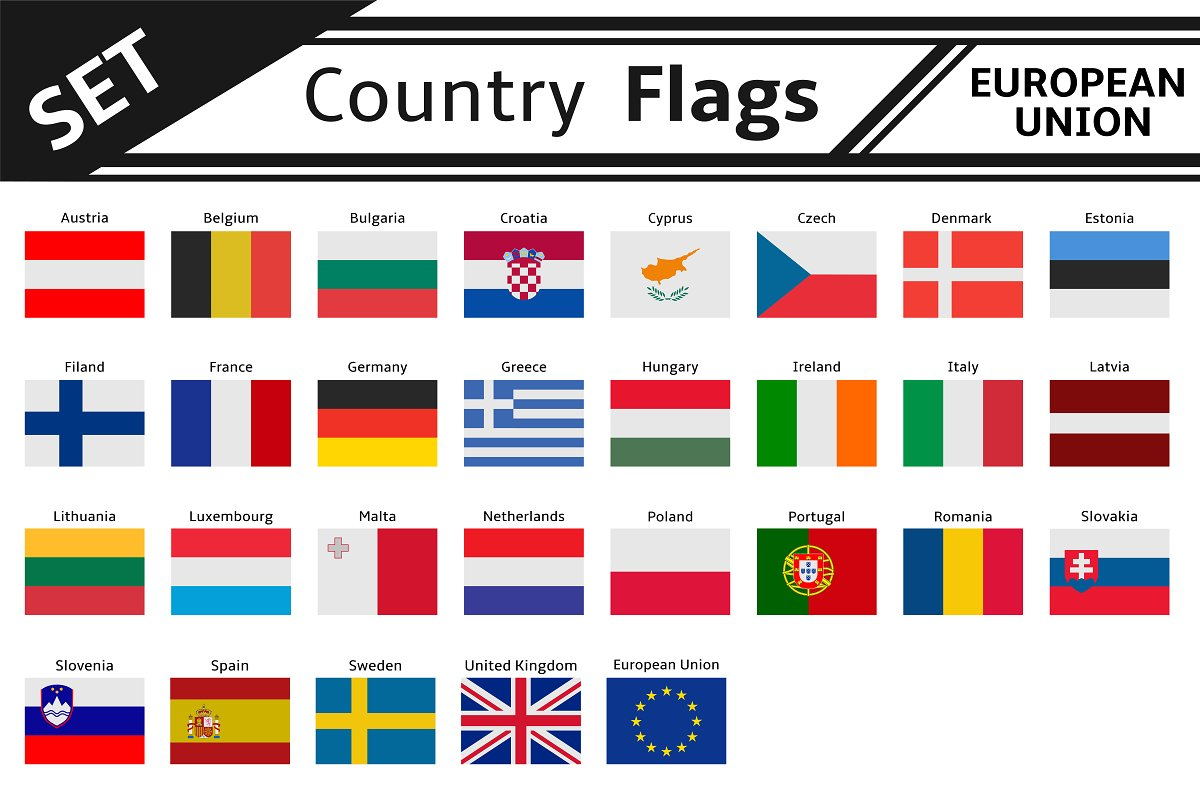 SET
Country Flags
EUROPEAN
UNION
Austria Belgium Bulgaria Croatia Cyprus Czech Denmark Estonia
Filand France Germany Greece Hungary Ireland Italy Latvia
Lithuania Luxembourg Malta Netherlands Poland Portugal Romania Slovakia
Slovenia Spain Sweden United Kingdom European Union